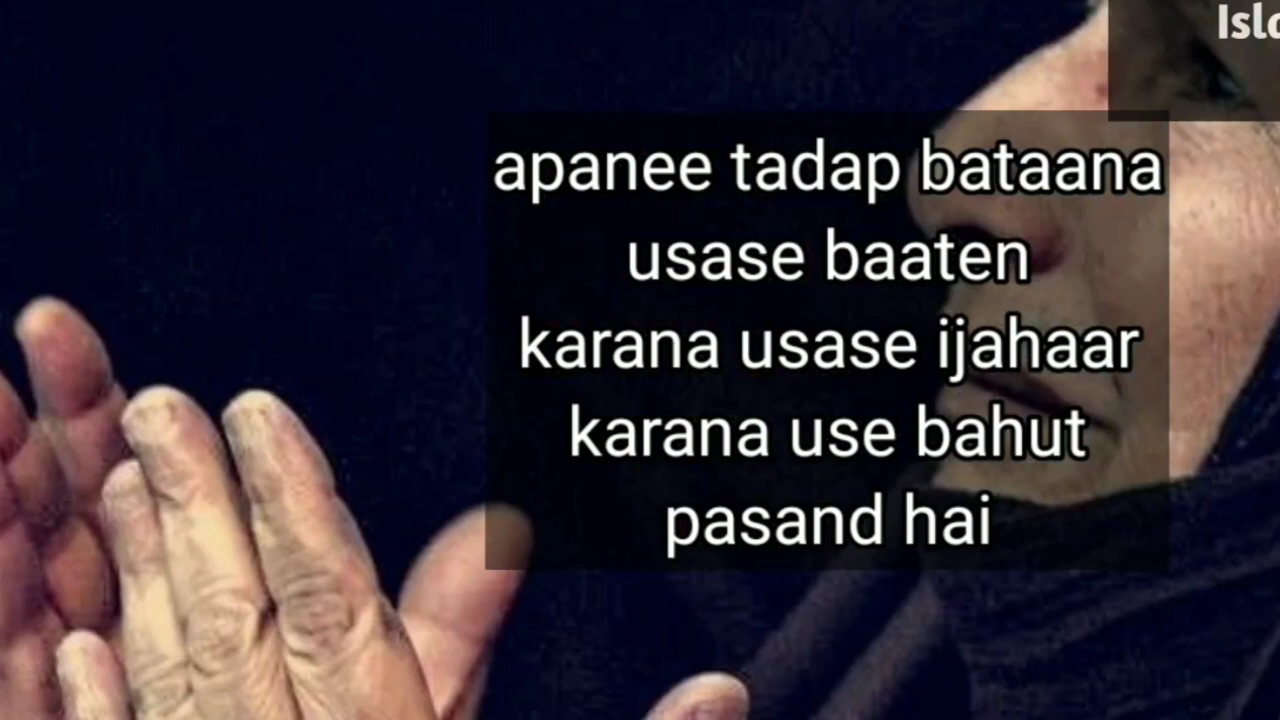 apanee tadap bataana
usase baaten
karana usase ijahaar
karana use bahut
pasand hai